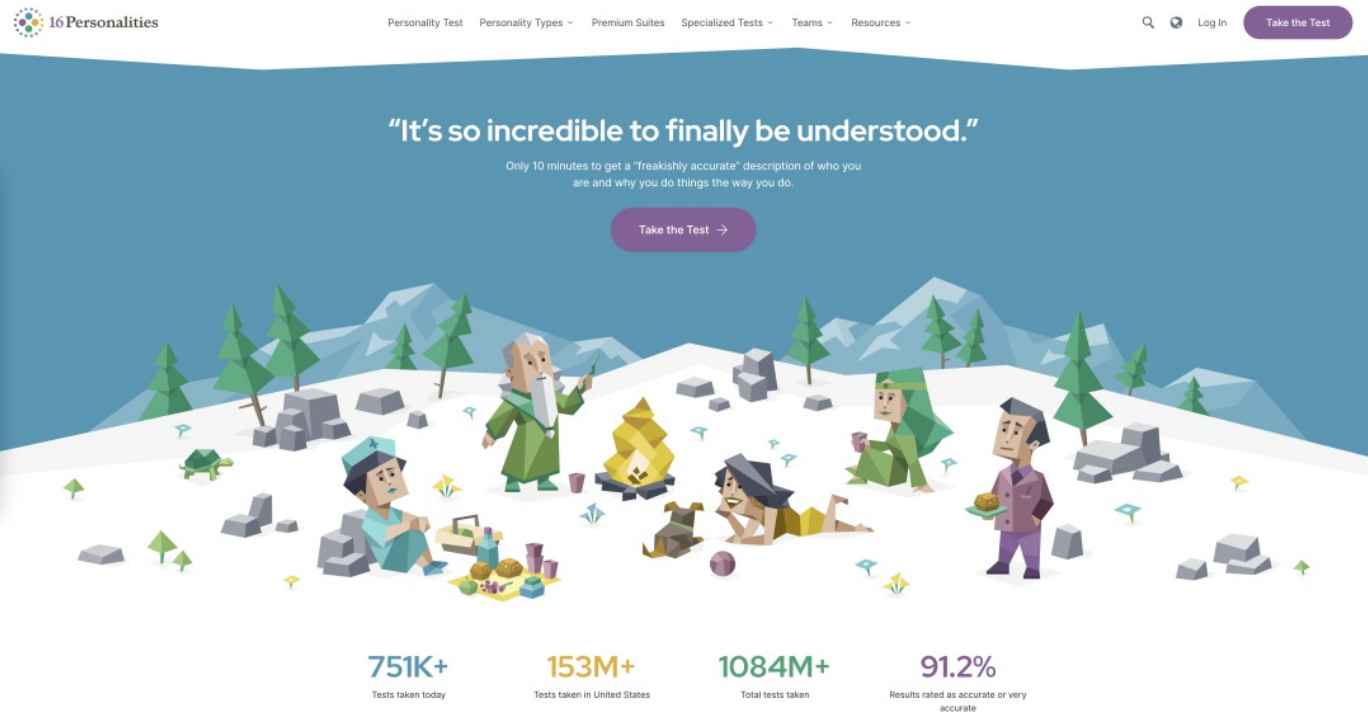 16Personalities
Personality Test
Personality Types
Premium Suites
Specialized Tests
Teams
Resources
Log In
Take the Test
“It’s so incredible to finally be understood.”
Only 10 minutes to get a "freakishly accurate" description of who you
are and why you do things the way you do.
Take the Test →
751K+
Tests taken today
153M+
Tests taken in United States
1084M+
Total tests taken
91.2%
Results rated as accurate or very
accurate